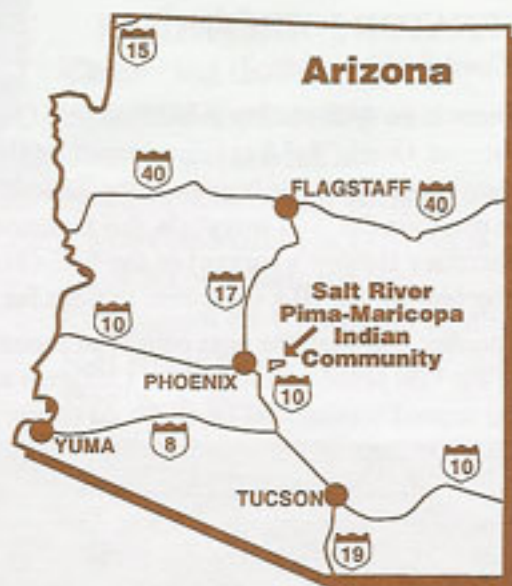 15
Arizona
40
FLAGSTAFF
40
17
Salt River
Pima-Maricopa
Indian
Community
10
PHOENIX
10
YUMA
8
10
TUCSON
19